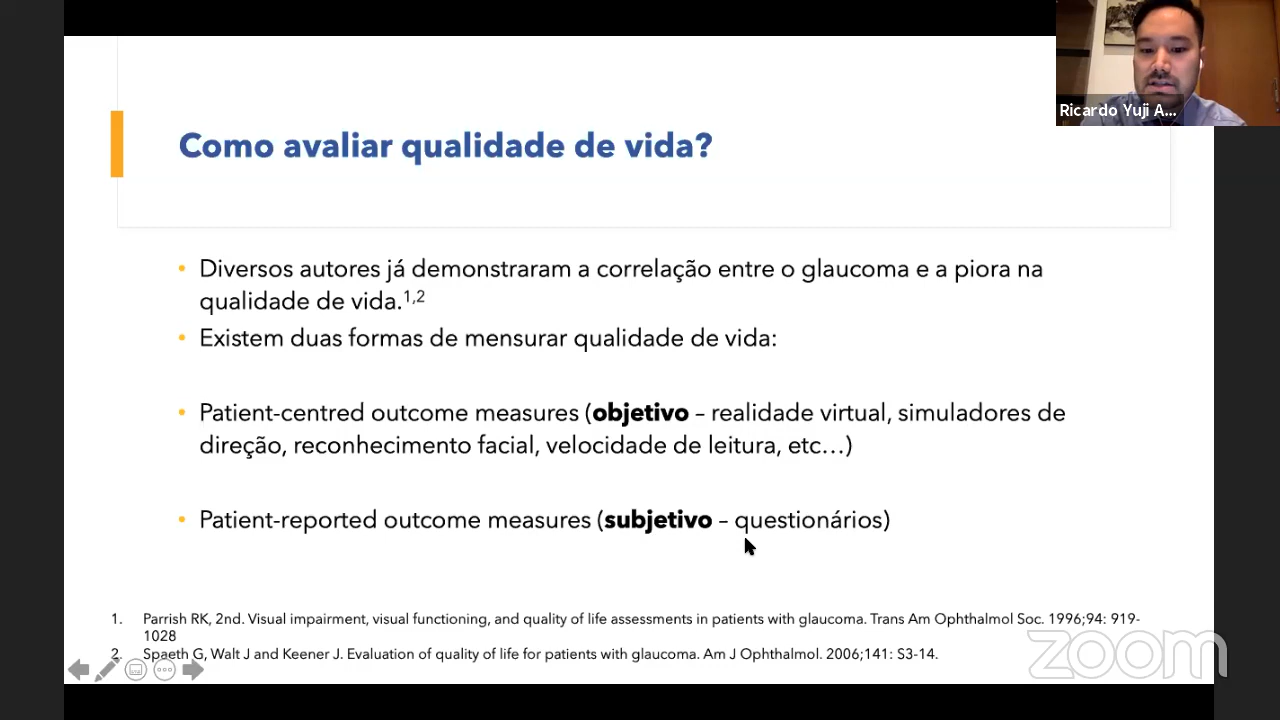 Ricardo Yuji A...
Como avaliar qualidade de vida?
• Diversos autores já demonstraram a correlação entre o glaucoma e a piora na
qualidade de vida.1,2
• Existem duas formas de mensurar qualidade de vida:
• Patient-centred outcome measures (objetivo – realidade virtual, simuladores de
direção, reconhecimento facial, velocidade de leitura, etc…)
• Patient-reported outcome measures (subjetivo – questionários)
1. Parrish RK, 2nd. Visual impairment, visual functioning, and quality of life assessments in patients with glaucoma. Trans Am Ophthalmol Soc. 1996;94: 919-
1028
2. Spaeth G, Walt J and Keener J. Evaluation of quality of life for patients with glaucoma. Am J Ophthalmol. 2006;141: S3-14.
zoom